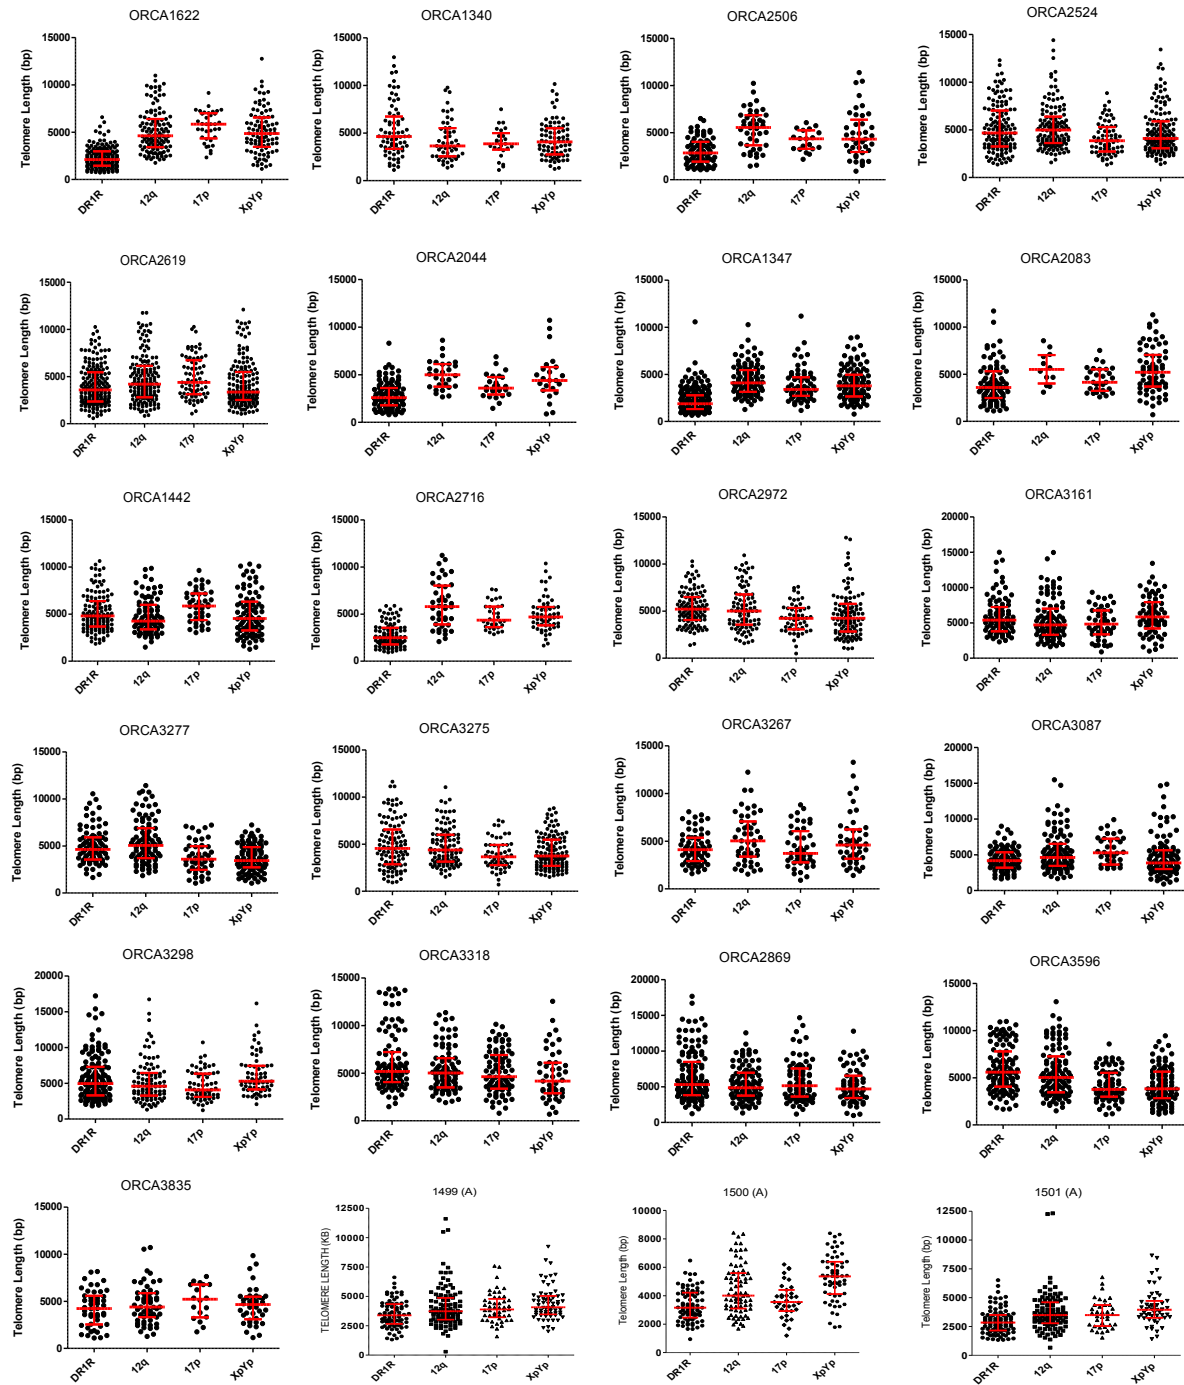 ORCA1622
Telomere Length (bp)
15000
10000
5000
0
DR1R
12q
17p
XpYp
ORCA1340
Telomere Length (bp)
15000
10000
5000
0
DR1R
12q
17P
XpYp
ORCA2506
Telomere Length (bp)
15000
10000
5000
0
DR1R
12q
17P
XpYp
ORCA2524
Telomere Length (bp)
15000
10000
5000
0
DR1R
12q
17p
XpYp
ORCA2619
Telomere Length (bp)
15000
10000
5000
0
DR1R
12q
17p
XpYp
ORCA2044
Telomere Length (bp)
15000
10000
5000
0
DR1R
12q
17P
XpYp
ORCA1347
Telomere Length (bp)
15000
10000
5000
0
DR1R
12q
17p
XpYp
ORCA2083
Telomere Length (bp)
15000
10000
5000
0
DR1R
12q
17p
XpYp
ORCA1442
Telomere Length (bp)
15000
10000
5000
0
DR1R
12q
17p
XpYp
ORCA2716
Telomere Length (bp)
15000
10000
5000
0
DR1R
12q
17p
XpYp
ORCA2972
Telomere Length (bp)
15000
10000
5000
0
DR1R
12q
17p
XpYp
ORCA3161
Telomere Length (bp)
20000
15000
10000
5000
0
DR1R
12q
17p
XpYp
ORCA3277
Telomere Length (bp)
15000
10000
5000
0
DR1R
12q
17p
XpYp
ORCA3275
Telomere Length (bp)
15000
10000
5000
0
DR1R
12q
17p
XpYp
ORCA3267
Telomere Length (bp)
15000
10000
5000
0
DR1R
12q
17p
XpYp
ORCA3087
Telomere Length (bp)
20000
15000
10000
5000
0
DR1R
12q
17p
XpYp
ORCA3298
Telomere Length (bp)
20000
15000
10000
5000
0
DR1R
12q
17p
XpYp
ORCA3318
Telomere Length (bp)
15000
10000
5000
0
DR1R
12q
17p
XpYp
ORCA2869
Telomere Length (bp)
20000
15000
10000
5000
0
DR1R
12q
17p
XpYp
ORCA3596
Telomere Length (bp)
15000
10000
5000
0
DR1R
12q
17p
XpYp
ORCA3835
Telomere Length (bp)
15000
10000
5000
0
DR1R
12q
17p
XpYp
1499 (A)
TELOMERE LENGTH (KB)
12500
10000
7500
5000
2500
0
DR1R
12q
17p
XpYp
1500 (A)
Telomere Length (bp)
10000
8000
6000
4000
2000
0
DR1R
12q
17p
XpYp
1501 (A)
Telomere Length (bp)
12500
10000
7500
5000
2500
0
DR1R
12q
17p
XpYp